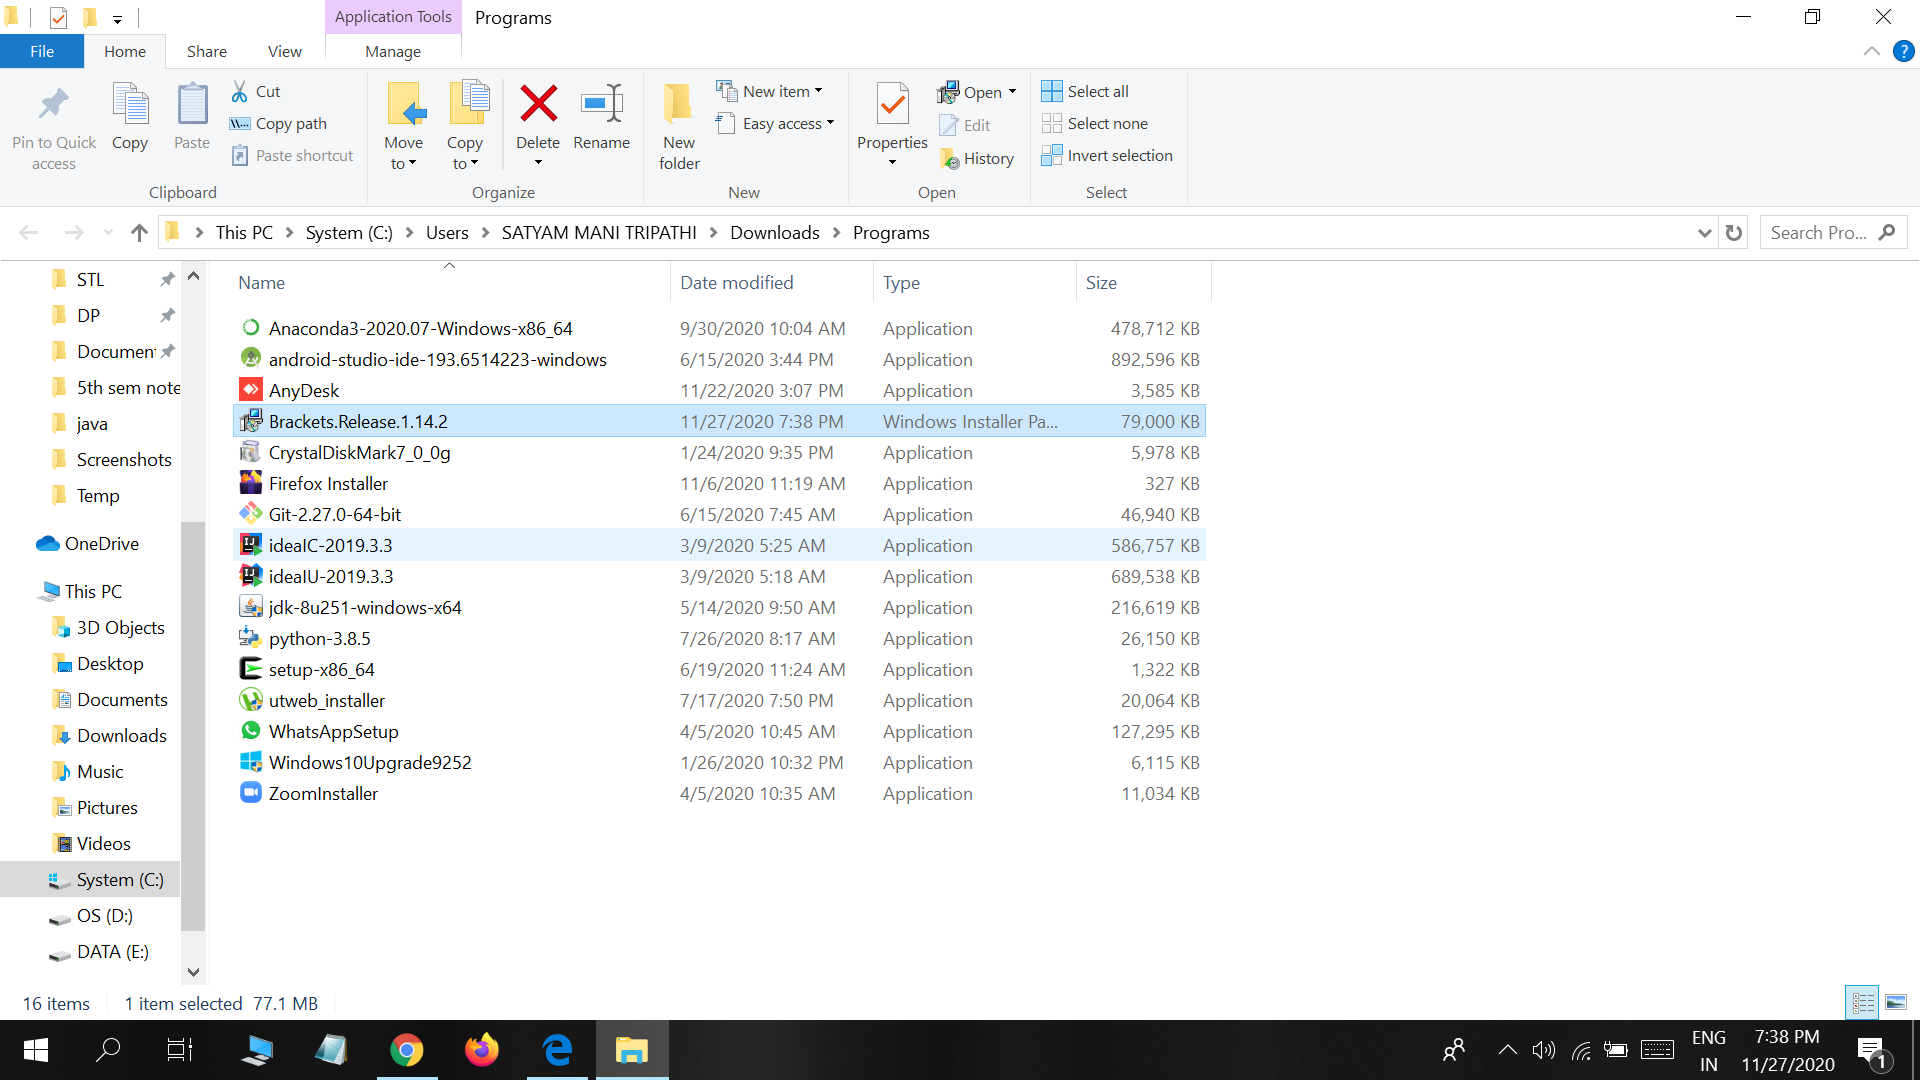 Application Tools Programs
File Home Share View Manage
Pin to Quick access
Copy
Paste
Cut
Copy path
Paste shortcut
Clipboard
Move to
Copy to
Delete
Rename
Organize
New folder
New item
Easy access
New
Properties
Open
Edit
History
Open
Select all
Select none
Invert selection
Select
This PC System (C:) Users SATYAM MANI TRIPATHI Downloads Programs
Search Pro...
STL
DP
Documen
5th sem note
java
Screenshots
Temp
OneDrive
This PC
3D Objects
Desktop
Documents
Downloads
Music
Pictures
Videos
System (C:)
OS (D:)
DATA (E:)
Name Date modified Type Size
Anaconda3-2020.07-Windows-x86_64 9/30/2020 10:04 AM Application 478,712 KB
android-studio-ide-193.6514223-windows 6/15/2020 3:44 PM Application 892,596 KB
AnyDesk 11/22/2020 3:07 PM Application 3,585 KB
Brackets.Release.1.14.2 11/27/2020 7:38 PM Windows Installer Pa... 79,000 KB
CrystalDiskMark7_0_0g 1/24/2020 9:35 PM Application 5,978 KB
Firefox Installer 11/6/2020 11:19 AM Application 327 KB
Git-2.27.0-64-bit 6/15/2020 7:45 AM Application 46,940 KB
ideaIC-2019.3.3 3/9/2020 5:25 AM Application 586,757 KB
ideaIU-2019.3.3 3/9/2020 5:18 AM Application 689,538 KB
jdk-8u251-windows-x64 5/14/2020 9:50 AM Application 216,619 KB
python-3.8.5 7/26/2020 8:17 AM Application 26,150 KB
setup-x86_64 6/19/2020 11:24 AM Application 1,322 KB
utweb_installer 7/17/2020 7:50 PM Application 20,064 KB
WhatsAppSetup 4/5/2020 10:45 AM Application 127,295 KB
Windows10Upgrade9252 1/26/2020 10:32 PM Application 6,115 KB
ZoomInstaller 4/5/2020 10:35 AM Application 11,034 KB
16 items 1 item selected 77.1 MB
ENG 7:38 PM
IN 11/27/2020 1